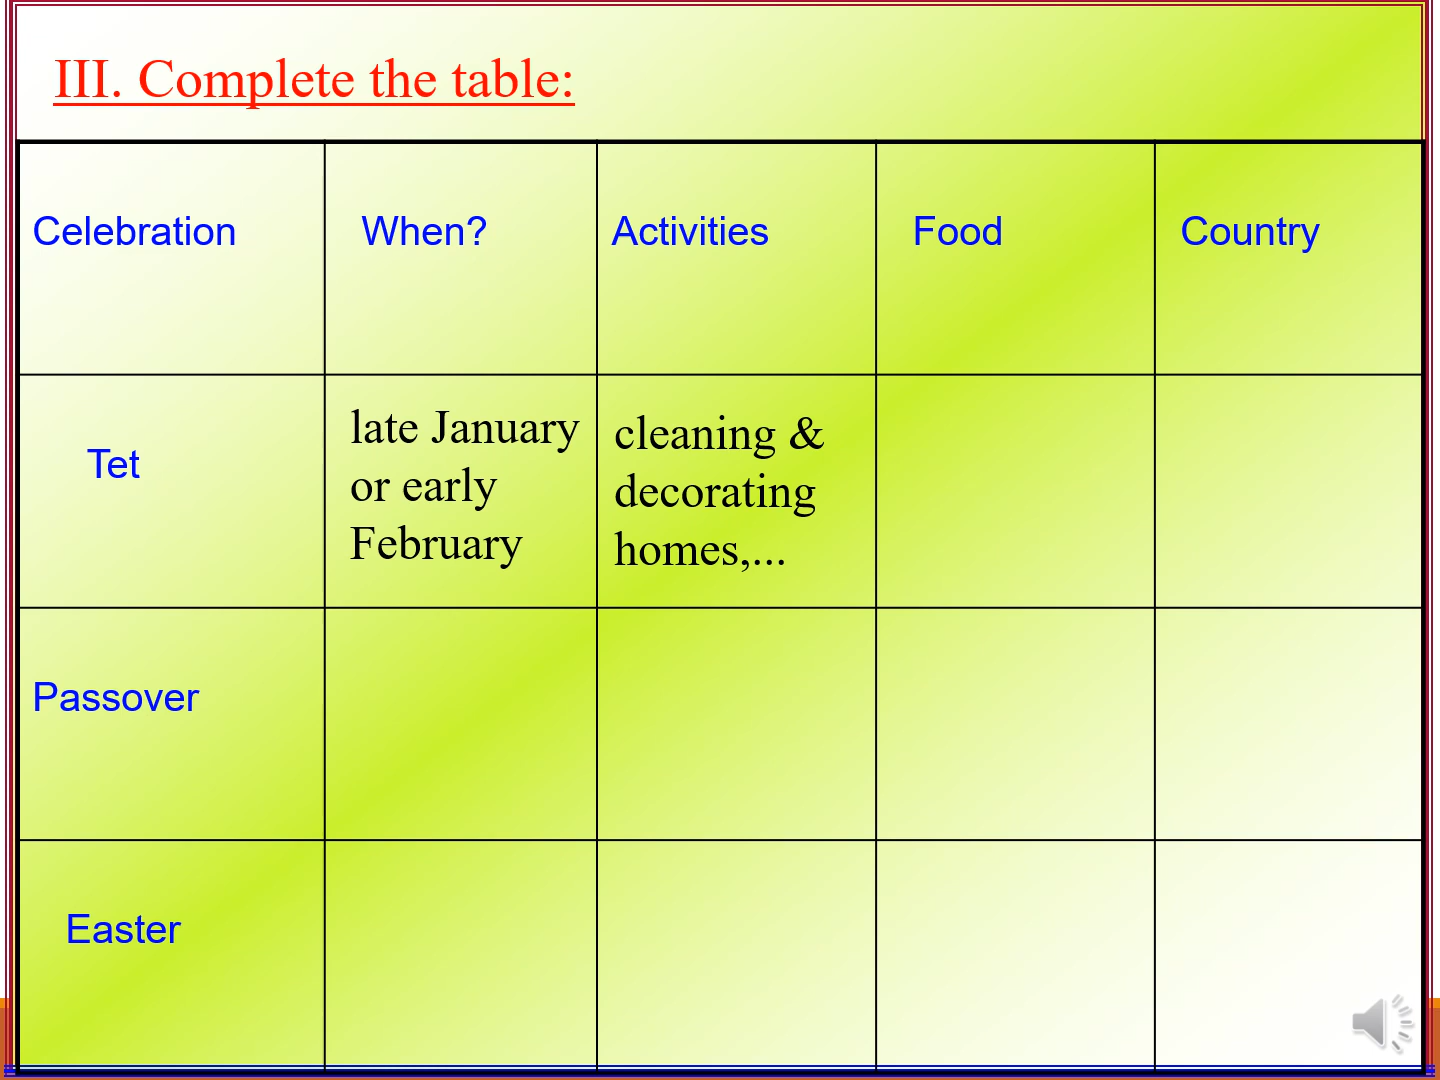 III. Complete the table:
Celebration When? Activities Food Country
Tet
late January
or early
February
cleaning &
decorating
homes,...
Passover
Easter